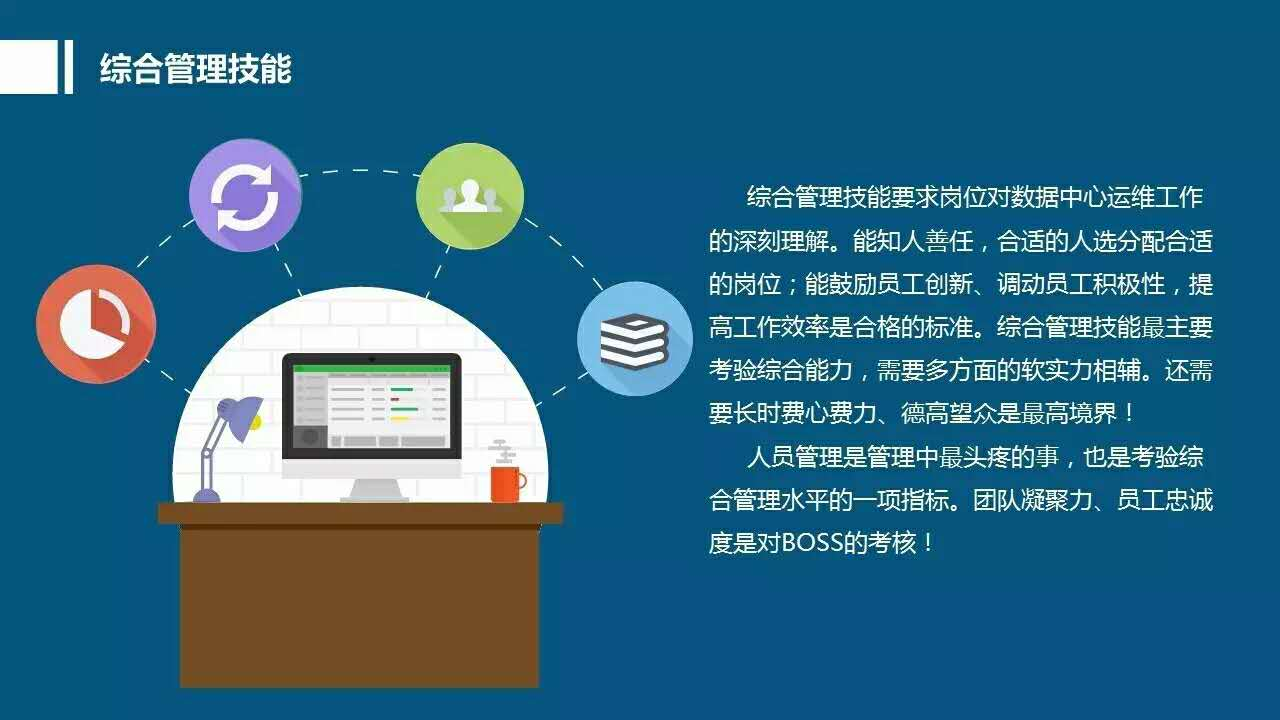 综合管理技能
综合管理技能要求岗位对数据中心运维工作
的深刻理解。能知人善任，合适的人选分配合适
的岗位；能鼓励员工创新、调动员工积极性，提
高工作效率是合格的标准。综合管理技能最主要
考验综合能力，需要多方面的软实力相辅。还需
要长时费心费力、德高望众是最高境界！
人员管理是管理中最头疼的事，也是考验综
合管理水平的一项指标。团队凝聚力、员工忠诚
度是对BOSS的考核！